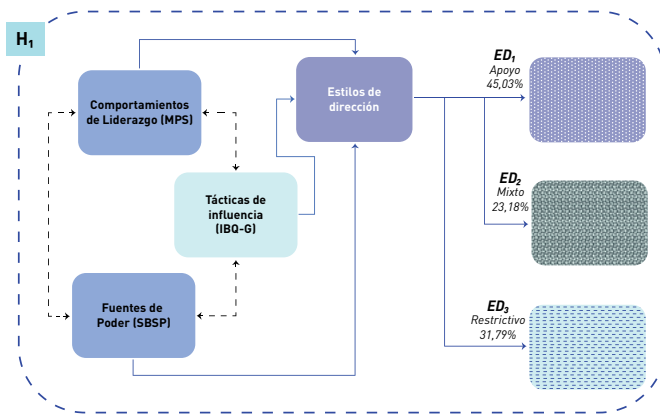 H1
Comportamientos
de Liderazgo (MPS)
Estilos de
dirección
ED1
Apoyo
45,03%
Tácticas de
influencia
(IBQ-G)
ED2
Mixto
23,18%
Fuentes de
Poder (SBSP)
ED3
Restrictivo
31,79%